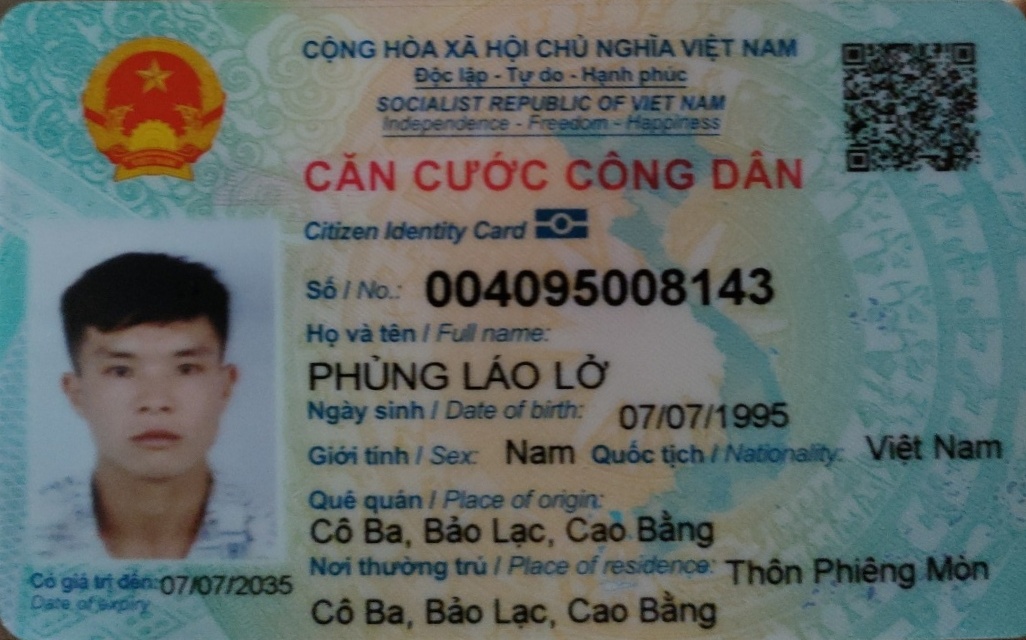 CỘNG HÒA XÃ HỘI CHỦ NGHĨA VIỆT NAM
Độc lập - Tự do - Hạnh phúc
SOCIALIST REPUBLIC OF VIET NAM
Independence - Freedom - Happiness
CĂN CƯỚC CÔNG DÂN
Citizen Identity Card
Số / No.: 004095008143
Họ và tên / Full name:
PHỦNG LÁO LỞ
Ngày sinh / Date of birth: 07/07/1995
Giới tính / Sex: Nam Quốc tịch / Nationality: Việt Nam
Quê quán / Place of origin:
Cô Ba, Bảo Lạc, Cao Bằng
Nơi thường trú / Place of residence: Thôn Phiêng Mòn
Cô Ba, Bảo Lạc, Cao Bằng
Có giá trị đến: 07/07/2035
Date of expiry